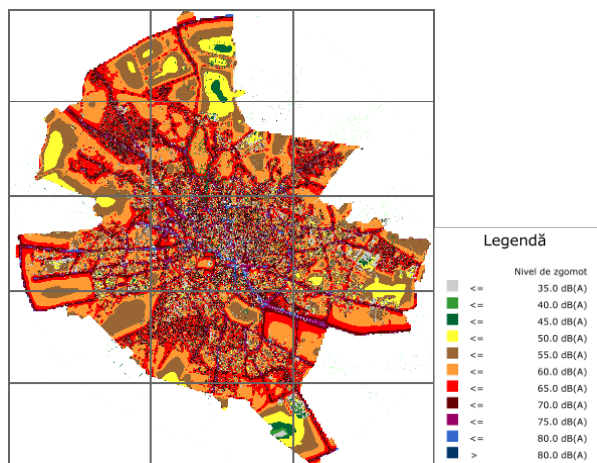 Legendă
Nivel de zgomot
<= 35.0 dB(A)
<= 40.0 dB(A)
<= 45.0 dB(A)
<= 50.0 dB(A)
<= 55.0 dB(A)
<= 60.0 dB(A)
<= 65.0 dB(A)
<= 70.0 dB(A)
<= 75.0 dB(A)
<= 80.0 dB(A)
> 80.0 dB(A)